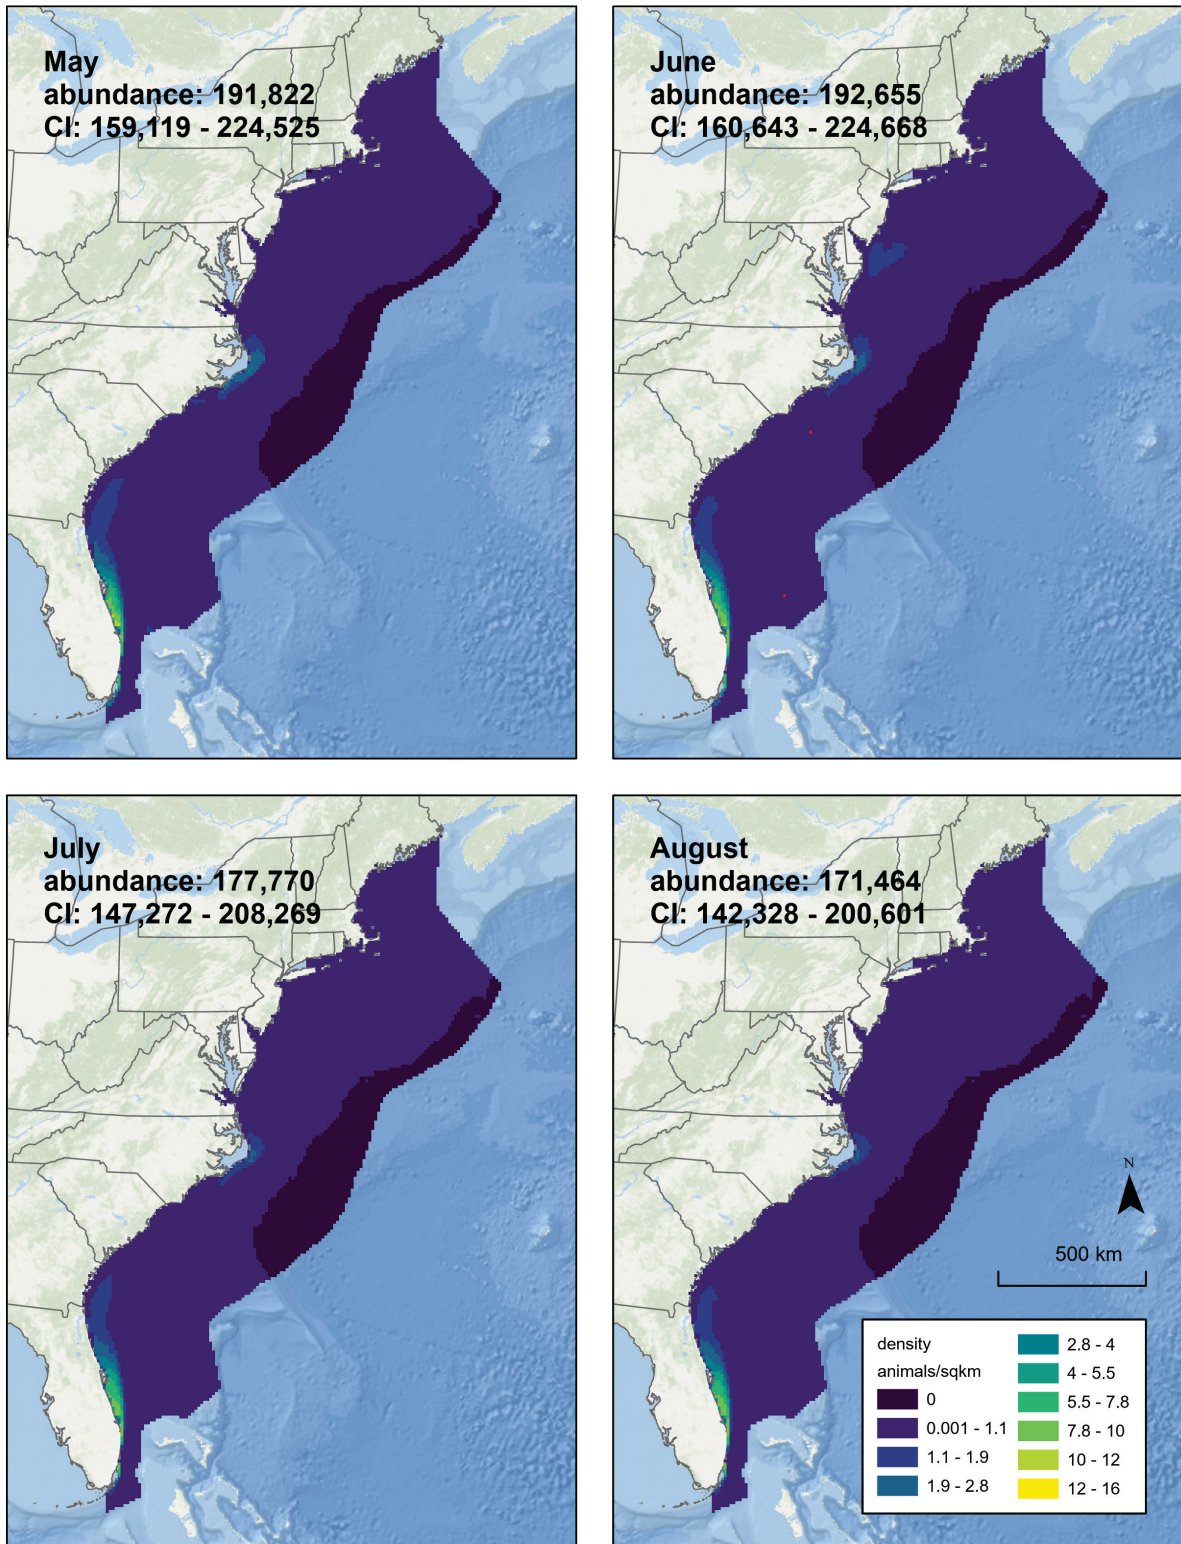 May
abundance: 191,822
CI: 159,119 - 224,525
June
abundance: 192,655
CI: 160,643 - 224,668
July
abundance: 177,770
CI: 147,272 - 208,269
August
abundance: 171,464
CI: 142,328 - 200,601
N
500 km
density
animals/sqkm
0
0.001 - 1.1
1.1 - 1.9
1.9 - 2.8
2.8 - 4
4 - 5.5
5.5 - 7.8
7.8 - 10
10 - 12
12 - 16